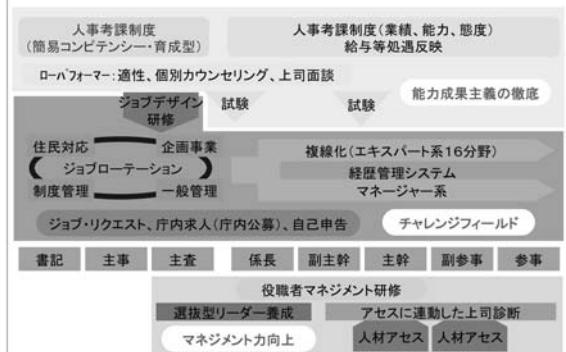 人事考課制度
(簡易コンピテンシー・育成型)
人事考課制度(業績、能力、態度)
給与等処遇反映
ローパフォーマー:適性、個別カウンセリング、上司面談
能力成果主義の徹底
ジョブデザイン
研修
試験
試験
住民対応
企画事業
ジョブローテーション
制度管理
一般管理
複線化(エキスパート系16分野)
経歴管理システム
マネージャー系
ジョブ・リクエスト、庁内求人(庁内公募)、自己申告
チャレンジフィールド
書記
主事
主査
係長
副主幹
主幹
副参事
参事
役職者マネジメント研修
選抜型リーダー養成
アセスに連動した上司診断
マネジメント力向上
人材アセス
人材アセス